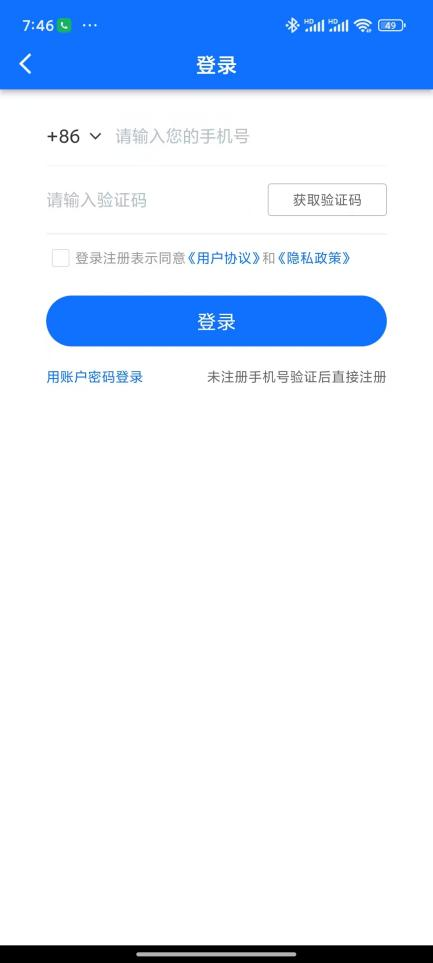 7:46 ··· HD HD 49
登录
+86 请输入您的手机号
请输入验证码 获取验证码
登录注册表示同意《用户协议》和《隐私政策》
登录
用账户密码登录 未注册手机号验证后直接注册